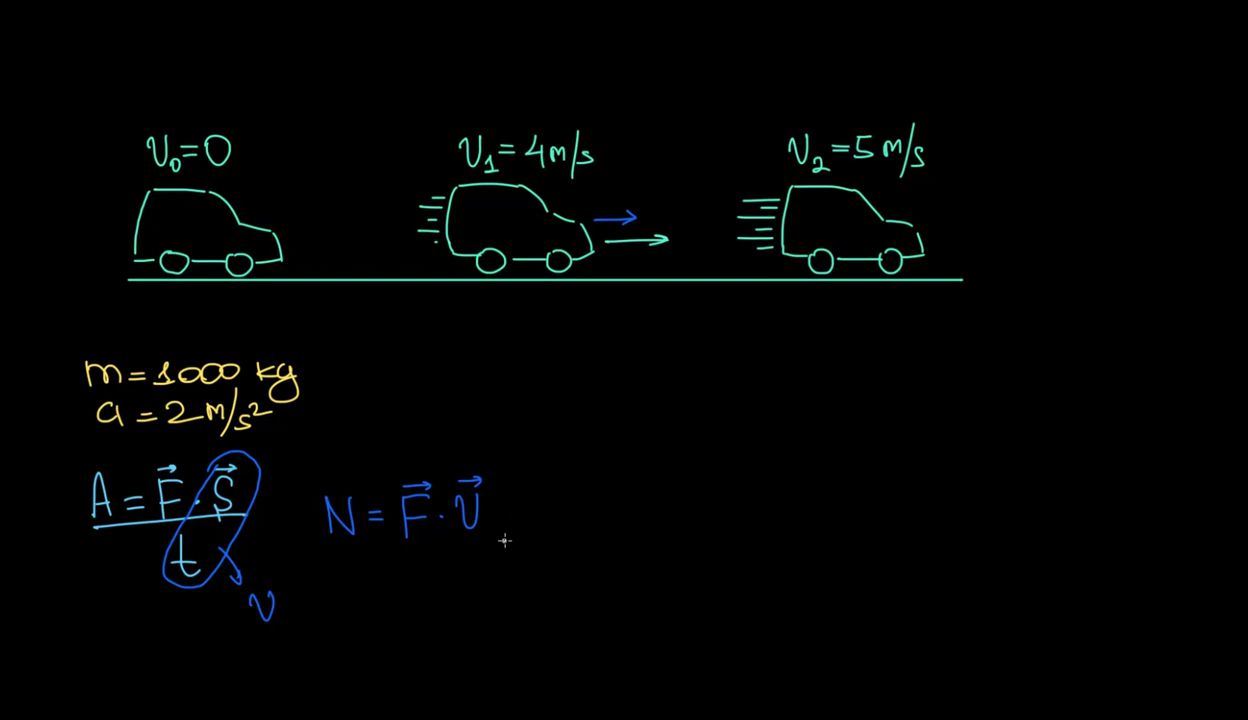 V₀=0
V₁=4m/s
V₂=5m/s
m=1000 kg
a=2m/s²
A=F⃗·S⃗
t
V
N=F⃗·V⃗